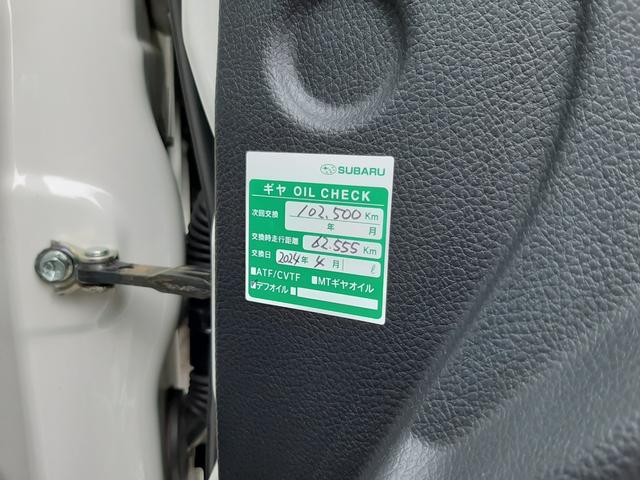 SUBARU
ギヤ OIL CHECK
次回交換 102,500 Km
年 月
交換時走行距離 62,555 Km
交換日 2024年 4月 ℓ
■ATF/CVTF ■MTギヤオイル
デフオイル ■